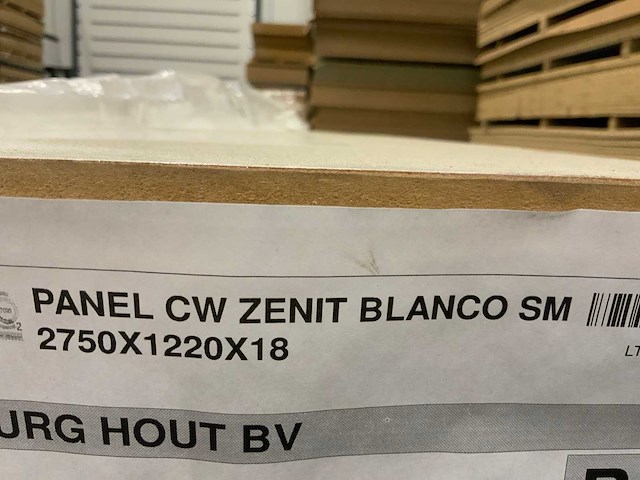 PANEL CW ZENIT BLANCO SM
2750X1220X18
URG HOUT BV